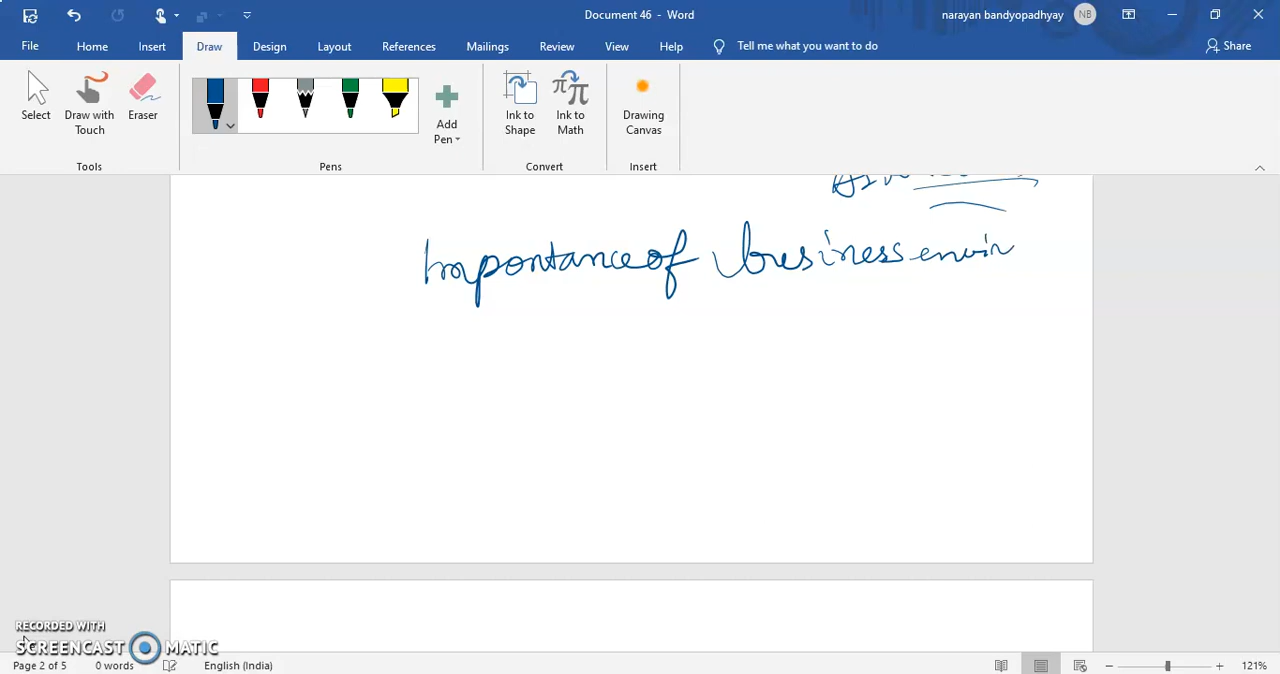 Document 46 - Word
narayan bandyopadhyay NB
File Home Insert Draw Design Layout References Mailings Review View Help Tell me what you want to do Share
Select Draw with Touch Eraser Add Pen Ink to Shape Ink to Math Drawing Canvas
Tools Pens Convert Insert
Importance of business envir
RECORDED WITH
SCREENCAST MATIC
Page 2 of 5 0 words English (India) 121%